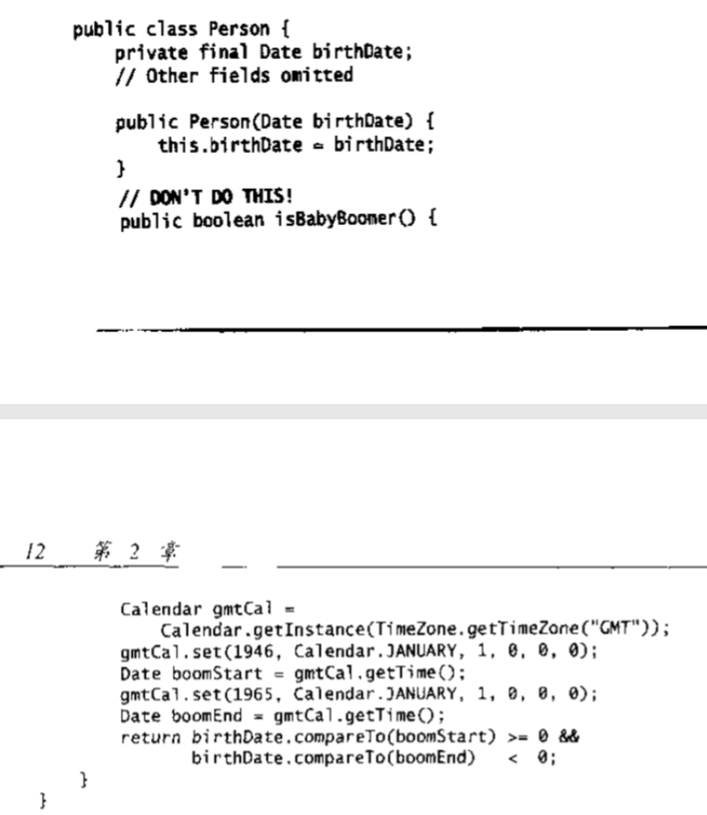 public class Person {
    private final Date birthDate;
    // Other fields omitted
    public Person(Date birthDate) {
        this.birthDate = birthDate;
    }
    // DON'T DO THIS!
    public boolean isBabyBoomer() {
12 第 2 章
        Calendar gmtCal =
            Calendar.getInstance(TimeZone.getTimeZone("GMT"));
        gmtCal.set(1946, Calendar.JANUARY, 1, 0, 0, 0);
        Date boomStart = gmtCal.getTime();
        gmtCal.set(1965, Calendar.JANUARY, 1, 0, 0, 0);
        Date boomEnd = gmtCal.getTime();
        return birthDate.compareTo(boomStart) >= 0 &&
               birthDate.compareTo(boomEnd)   <  0;
    }
}